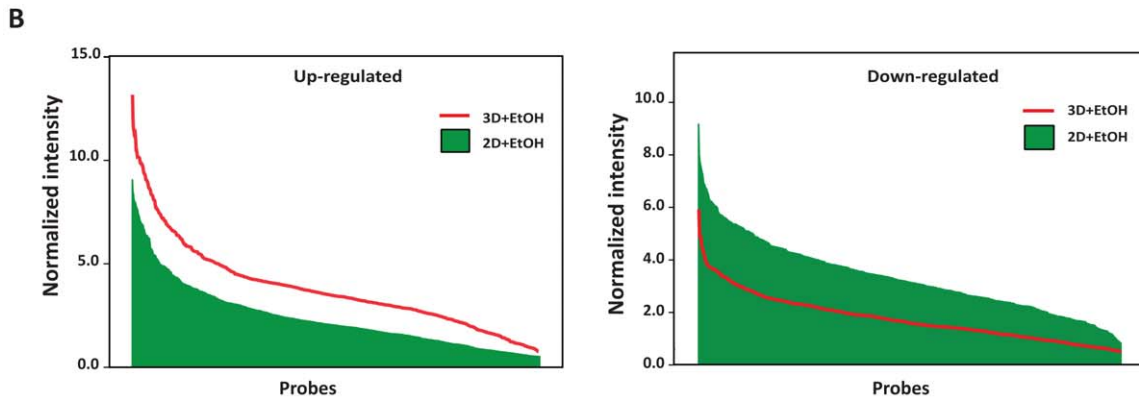 B
Up-regulated
Normalized intensity
15.0
10.0
5.0
0.0
3D+EtOH
2D+EtOH
Probes
Down-regulated
Normalized intensity
10.0
8.0
6.0
4.0
2.0
0.0
3D+EtOH
2D+EtOH
Probes